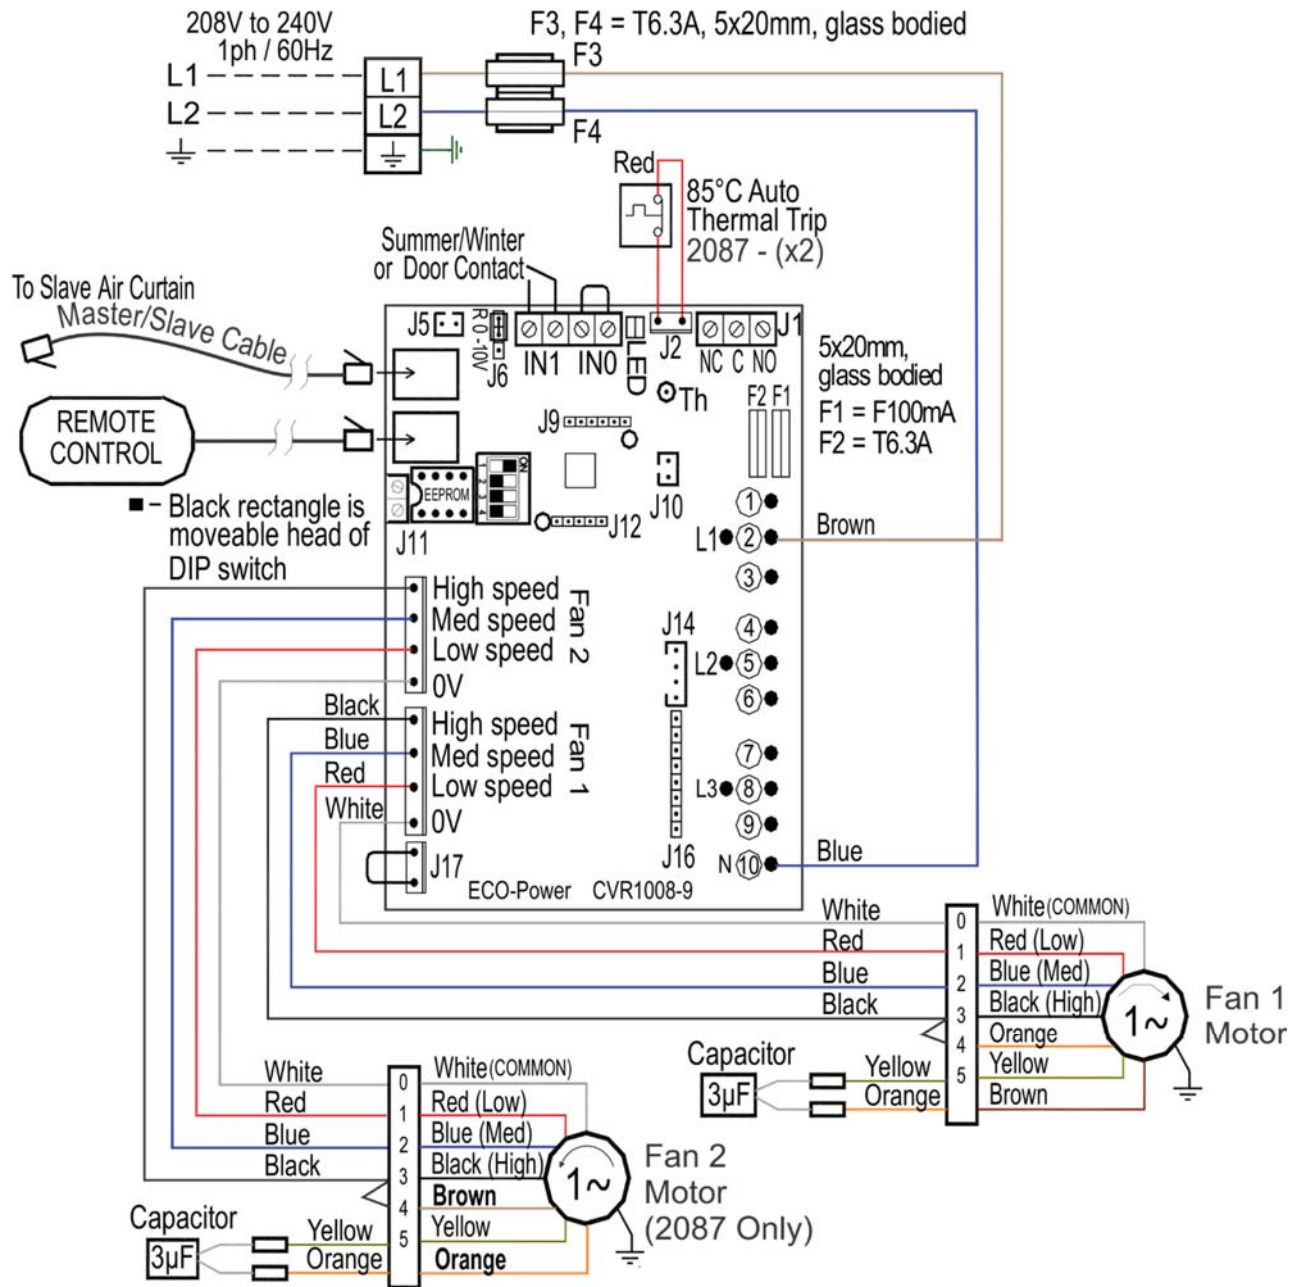 208V to 240V
1ph / 60Hz
F3, F4 = T6.3A, 5x20mm, glass bodied
L1
L1
F3
L2
L2
F4
Red
85°C Auto
Thermal Trip
2087 - (x2)
Summer/Winter
or Door Contact
To Slave Air Curtain
Master/Slave Cable
J5
R 0 -10V
J6
IN1
IN0
LED
J2
NC C NO
J1
5x20mm,
glass bodied
F1 = F100mA
F2 = T6.3A
F2 F1
Th
REMOTE
CONTROL
J9
J10
EEPROM
ON
1
2
3
4
J12
J11
■ – Black rectangle is
moveable head of
DIP switch
1
L1 2
Brown
3
4
L2 5
6
7
L3 8
9
N 10
Blue
J14
J16
High speed
Med speed
Low speed
0V
Fan 2
Black
High speed
Blue
Med speed
Red
Low speed
White
0V
Fan 1
J17
ECO-Power CVR1008-9
White
0
White (COMMON)
Red
1
Red (Low)
Blue
2
Blue (Med)
Black
3
Black (High)
4
Orange
5
Yellow
Brown
1~
Fan 1
Motor
Capacitor
3µF
Yellow
Orange
White
0
White (COMMON)
Red
1
Red (Low)
Blue
2
Blue (Med)
Black
3
Black (High)
4
Brown
5
Yellow
Orange
1~
Fan 2
Motor
(2087 Only)
Capacitor
3µF
Yellow
Orange